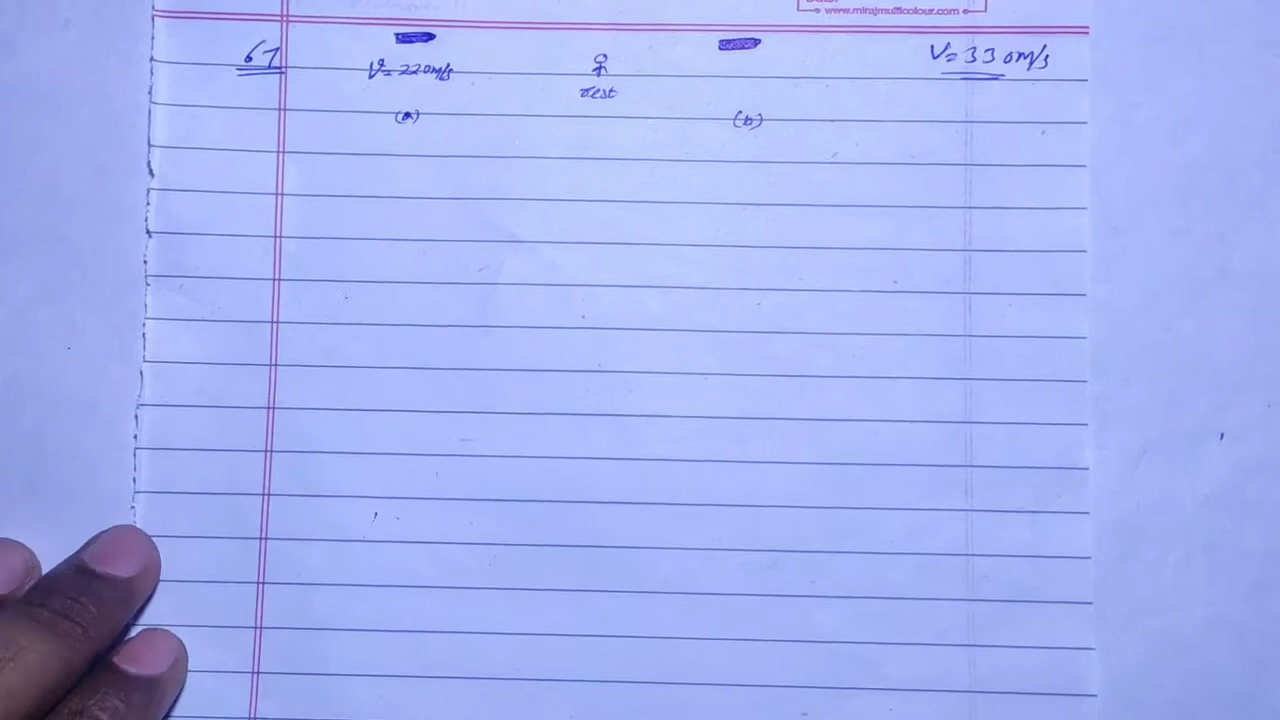 www.mirajmulticolour.com
67
v = 220m/s
V = 330m/s
rest
(a)
(b)